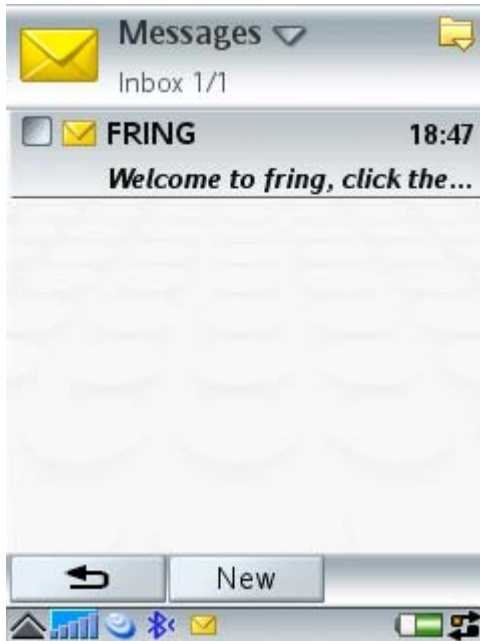 Messages
Inbox 1/1
FRING 18:47
Welcome to fring, click the...
New